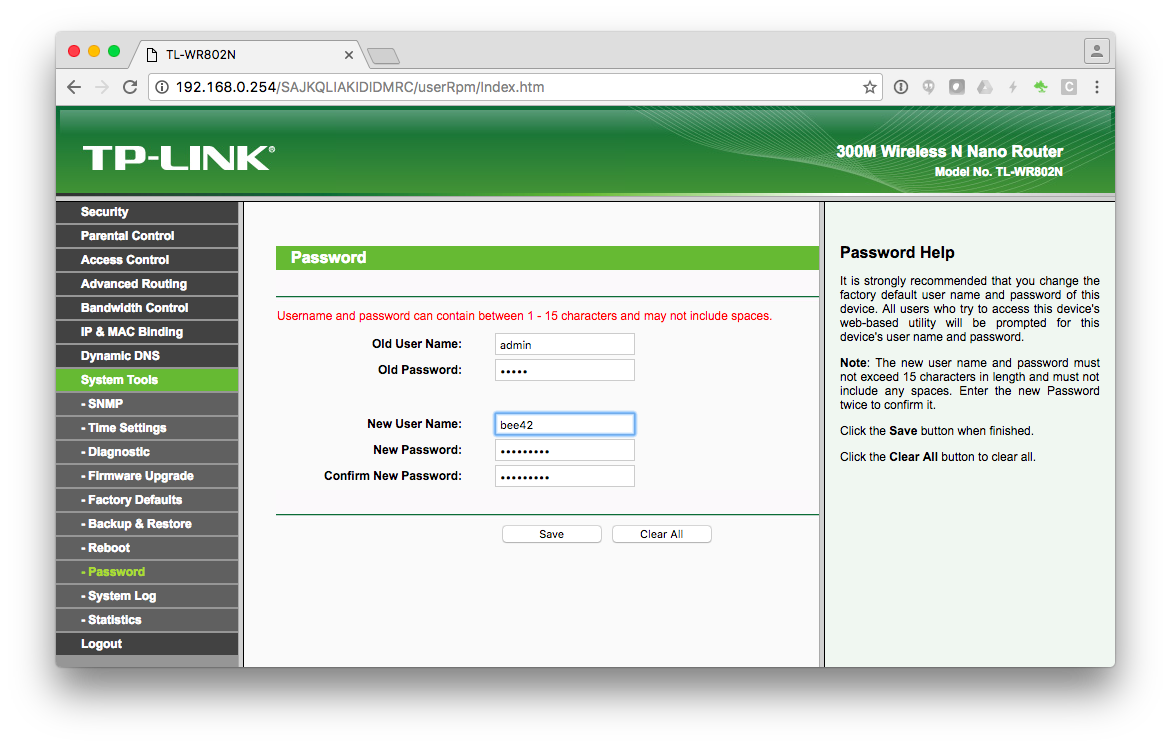 TL-WR802N
192.168.0.254/SAJKQLIAKIDIDMRC/userRpm/Index.htm
C
TP-LINK®
300M Wireless N Nano Router
Model No. TL-WR802N
Security
Parental Control
Access Control
Advanced Routing
Bandwidth Control
IP & MAC Binding
Dynamic DNS
System Tools
- SNMP
- Time Settings
- Diagnostic
- Firmware Upgrade
- Factory Defaults
- Backup & Restore
- Reboot
- Password
- System Log
- Statistics
Logout
Password
Username and password can contain between 1 - 15 characters and may not include spaces.
Old User Name: admin
Old Password: •••••
New User Name: bee42
New Password: •••••••••
Confirm New Password: •••••••••
Save Clear All
Password Help
It is strongly recommended that you change the
factory default user name and password of this
device. All users who try to access this device's
web-based utility will be prompted for this
device's user name and password.
Note: The new user name and password must
not exceed 15 characters in length and must not
include any spaces. Enter the new Password
twice to confirm it.
Click the Save button when finished.
Click the Clear All button to clear all.